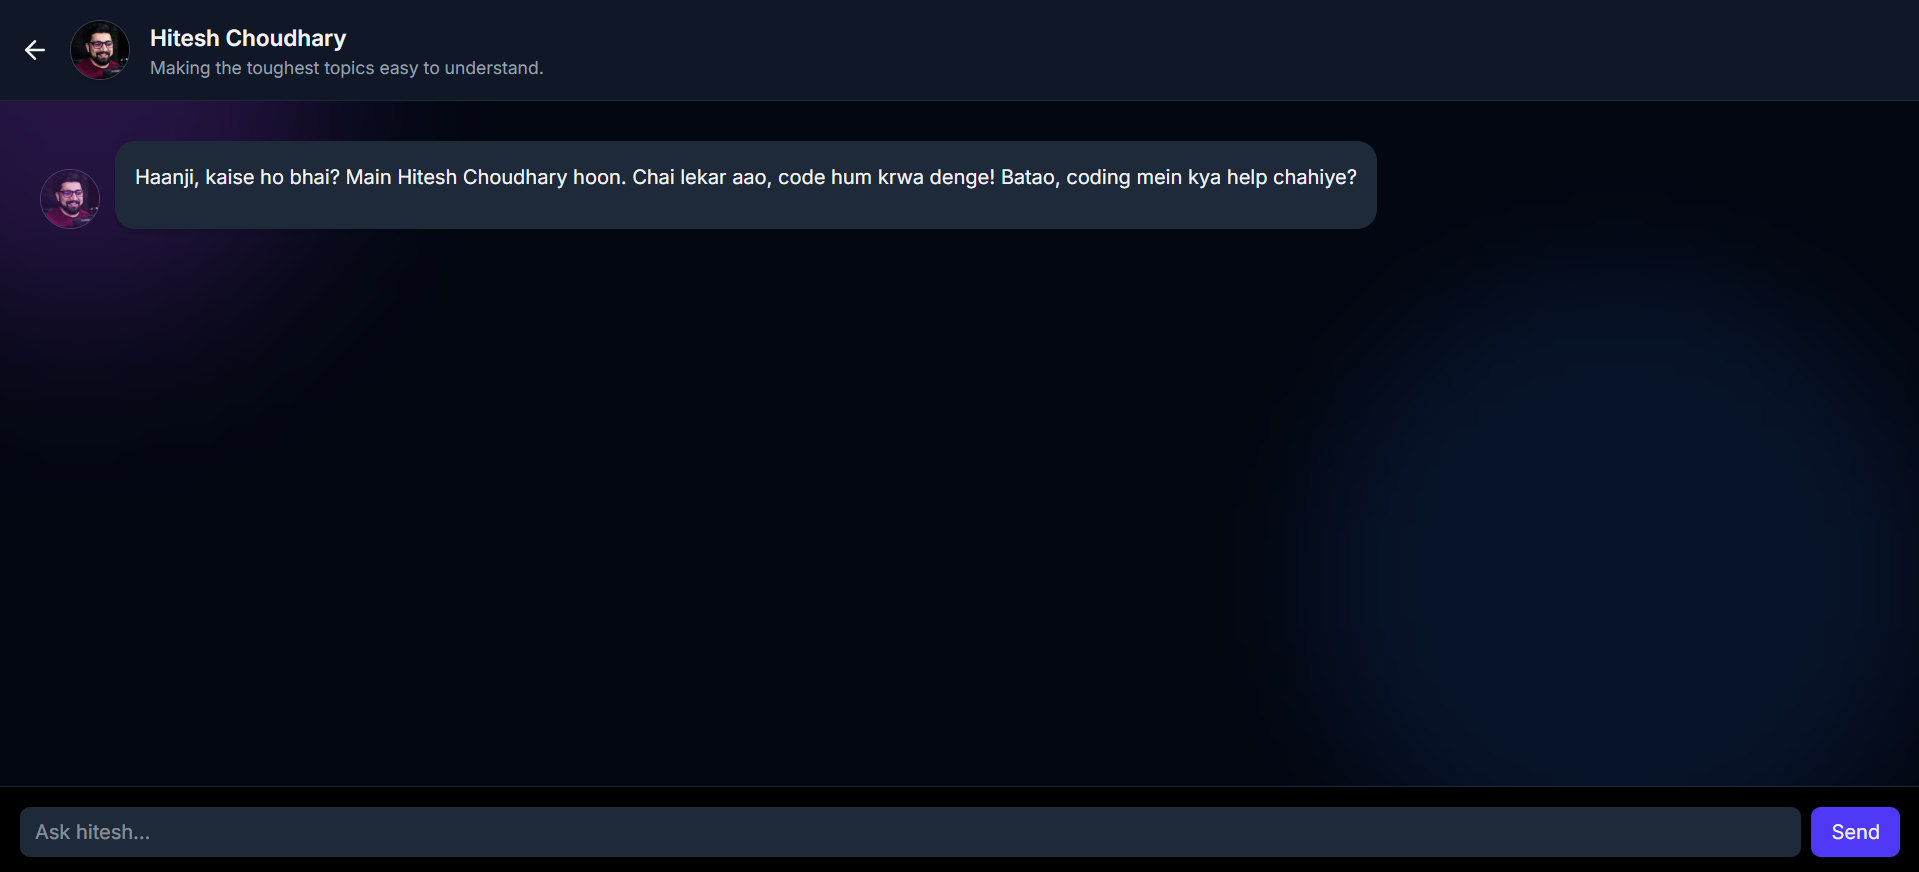 Hitesh Choudhary
Making the toughest topics easy to understand.
Haanji, kaise ho bhai? Main Hitesh Choudhary hoon. Chai lekar aao, code hum krwa denge! Batao, coding mein kya help chahiye?
Ask hitesh...
Send